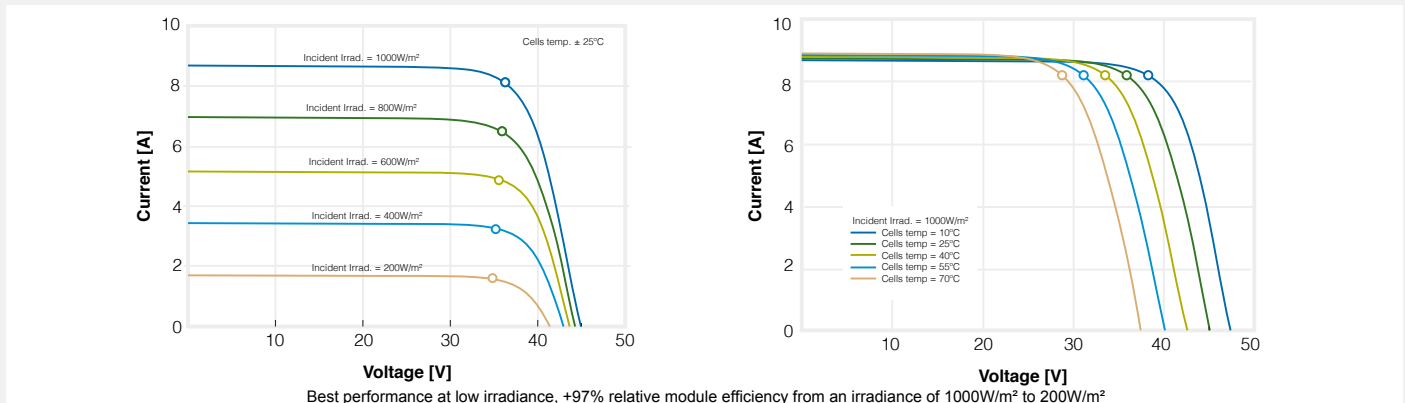 10
Cells temp. ± 25°C
Incident Irrad. = 1000W/m²
8
Incident Irrad. = 800W/m²
6
Incident Irrad. = 600W/m²
4
Incident Irrad. = 400W/m²
2
Incident Irrad. = 200W/m²
0
10 20 30 40 50
Current [A]
Voltage [V]
10
8
6
4
2
0
10 20 30 40 50
Current [A]
Incident Irrad. = 1000W/m²
Cells temp = 10°C
Cells temp = 25°C
Cells temp = 40°C
Cells temp = 55°C
Cells temp = 70°C
Voltage [V]
Best performance at low irradiance, +97% relative module efficiency from an irradiance of 1000W/m² to 200W/m²